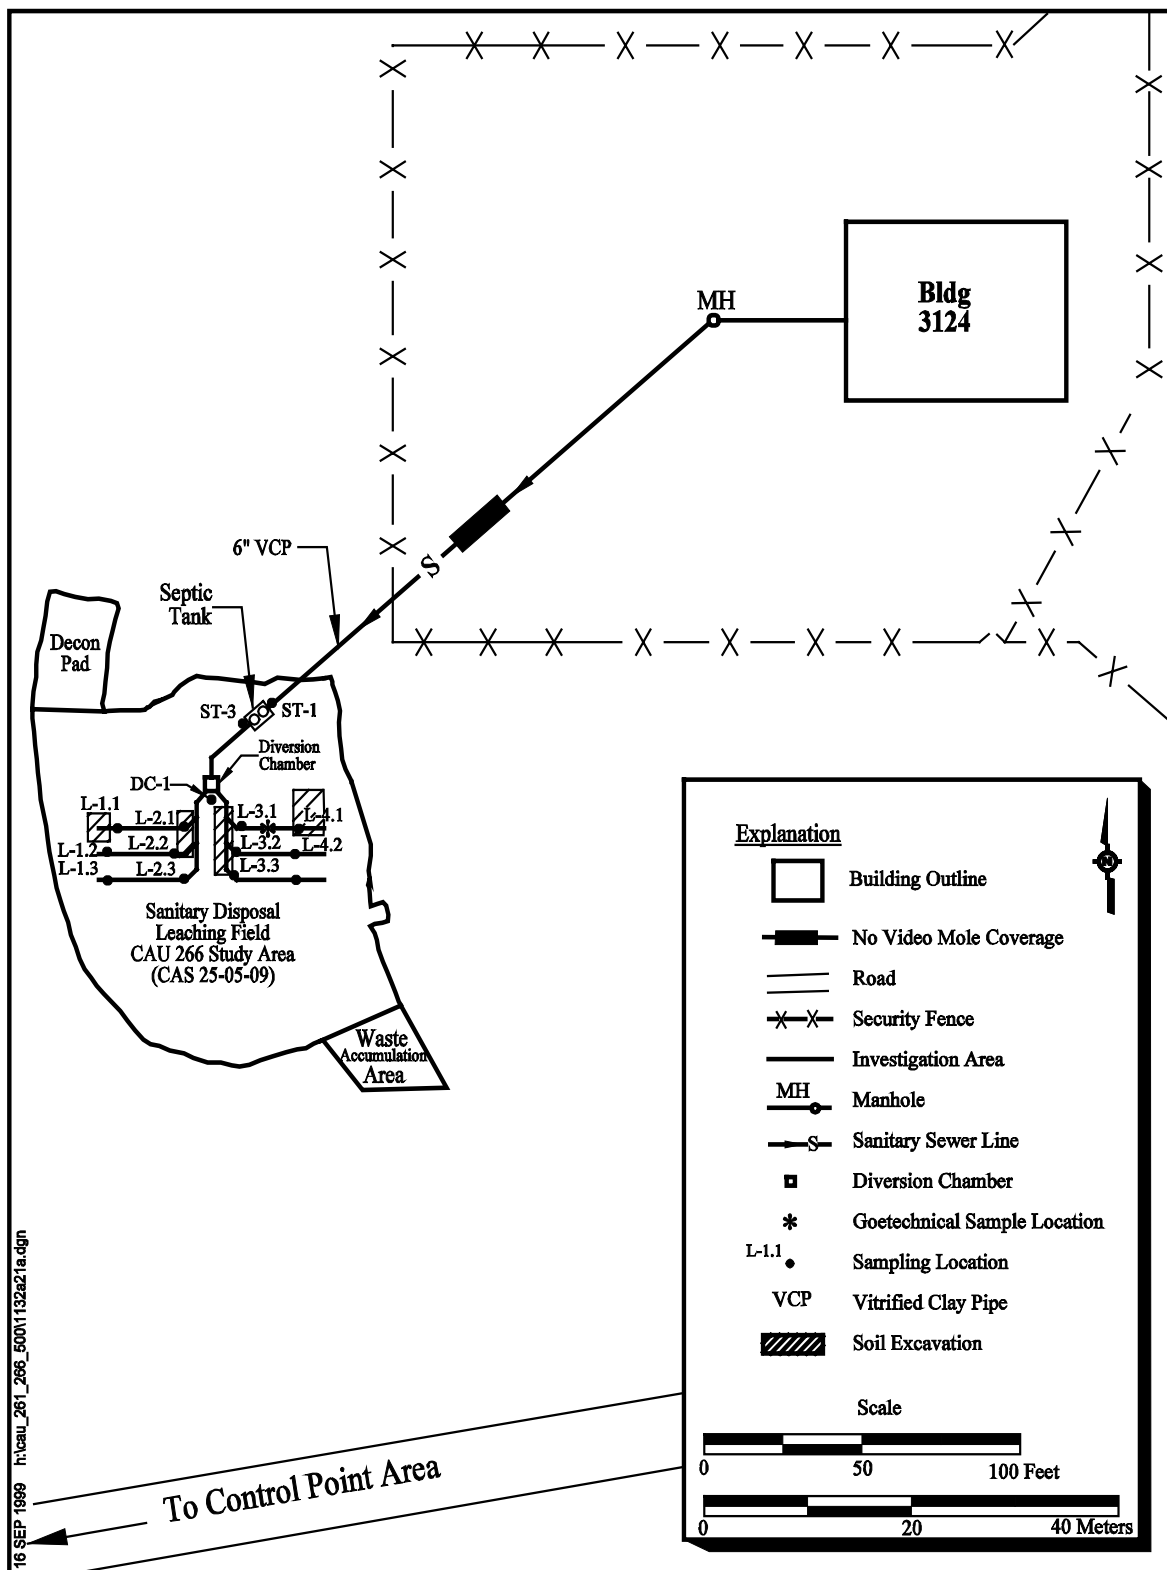 MH
Bldg
3124
6" VCP
S
Septic
Tank
Decon
Pad
ST-3
ST-1
Diversion
Chamber
DC-1
L-1.1
L-2.1
L-3.1
L-4.1
L-1.2
L-2.2
L-3.2
L-4.2
L-1.3
L-2.3
L-3.3
Sanitary Disposal
Leaching Field
CAU 266 Study Area
(CAS 25-05-09)
Waste
Accumulation
Area
Explanation
N
Building Outline
No Video Mole Coverage
Road
Security Fence
Investigation Area
MH
Manhole
S
Sanitary Sewer Line
Diversion Chamber
Goetechnical Sample Location
L-1.1
Sampling Location
VCP
Vitrified Clay Pipe
Soil Excavation
Scale
0 50 100 Feet
0 20 40 Meters
To Control Point Area
16 SEP 1999 h:\cau_261_266_500\1132a21a.dgn